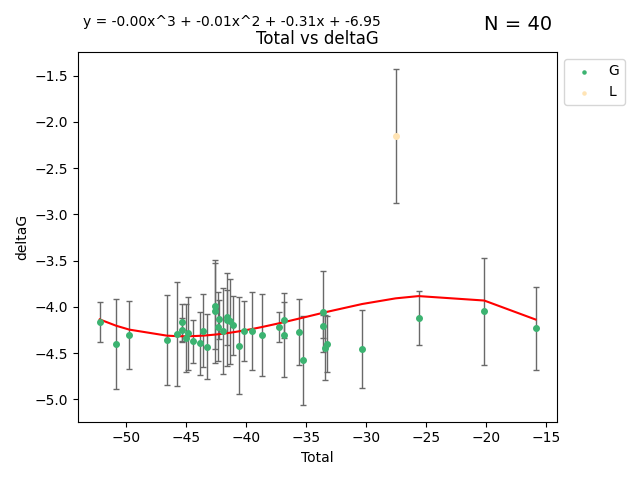 y = -0.00x^3 + -0.01x^2 + -0.31x + -6.95
N = 40
Total vs deltaG
G
L
deltaG
−1.5
−2.0
−2.5
−3.0
−3.5
−4.0
−4.5
−5.0
−50
−45
−40
−35
−30
−25
−20
−15
Total